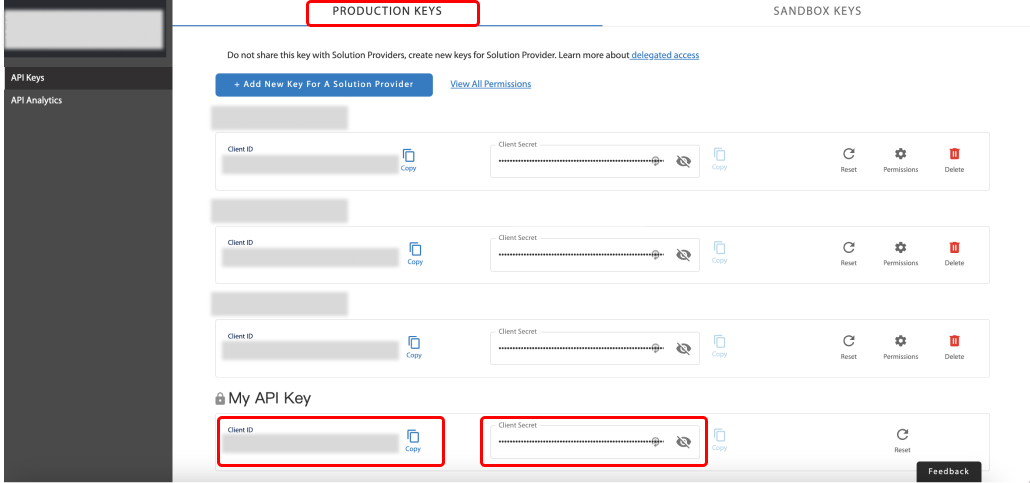 PRODUCTION KEYS
SANDBOX KEYS
Do not share this key with Solution Providers, create new keys for Solution Provider. Learn more about delegated access
API Keys
API Analytics
+ Add New Key For A Solution Provider
View All Permissions
Client ID
Copy
Client Secret
Copy
Reset
Permissions
Delete
Client ID
Copy
Client Secret
Copy
Reset
Permissions
Delete
Client ID
Copy
Client Secret
Copy
Reset
Permissions
Delete
My API Key
Client ID
Copy
Client Secret
Copy
Reset
Feedback